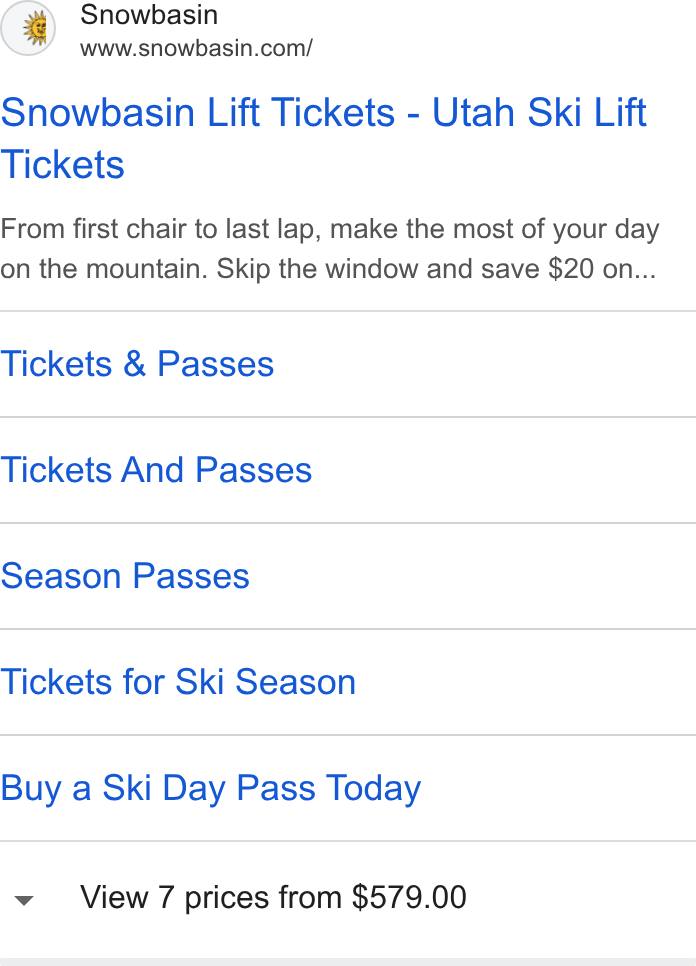 Snowbasin
www.snowbasin.com/
Snowbasin Lift Tickets - Utah Ski Lift
Tickets
From first chair to last lap, make the most of your day
on the mountain. Skip the window and save $20 on...
Tickets & Passes
Tickets And Passes
Season Passes
Tickets for Ski Season
Buy a Ski Day Pass Today
View 7 prices from $579.00